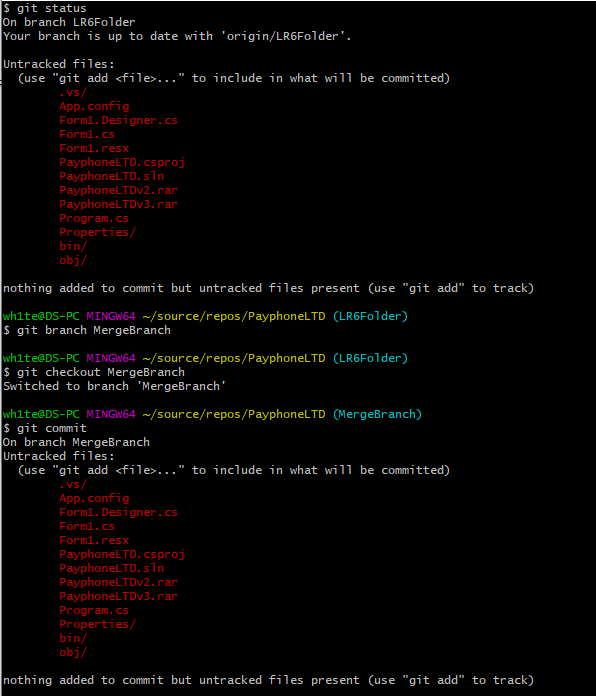 $ git status
On branch LR6Folder
Your branch is up to date with 'origin/LR6Folder'.
Untracked files:
  (use "git add <file>..." to include in what will be committed)
        .vs/
        App.config
        Form1.Designer.cs
        Form1.cs
        Form1.resx
        PayphoneLTD.csproj
        PayphoneLTD.sln
        PayphoneLTDv2.rar
        PayphoneLTDv3.rar
        Program.cs
        Properties/
        bin/
        obj/
nothing added to commit but untracked files present (use "git add" to track)
wh1te@DS-PC MINGW64 ~/source/repos/PayphoneLTD (LR6Folder)
$ git branch MergeBranch
wh1te@DS-PC MINGW64 ~/source/repos/PayphoneLTD (LR6Folder)
$ git checkout MergeBranch
Switched to branch 'MergeBranch'
wh1te@DS-PC MINGW64 ~/source/repos/PayphoneLTD (MergeBranch)
$ git commit
On branch MergeBranch
Untracked files:
  (use "git add <file>..." to include in what will be committed)
        .vs/
        App.config
        Form1.Designer.cs
        Form1.cs
        Form1.resx
        PayphoneLTD.csproj
        PayphoneLTD.sln
        PayphoneLTDv2.rar
        PayphoneLTDv3.rar
        Program.cs
        Properties/
        bin/
        obj/
nothing added to commit but untracked files present (use "git add" to track)